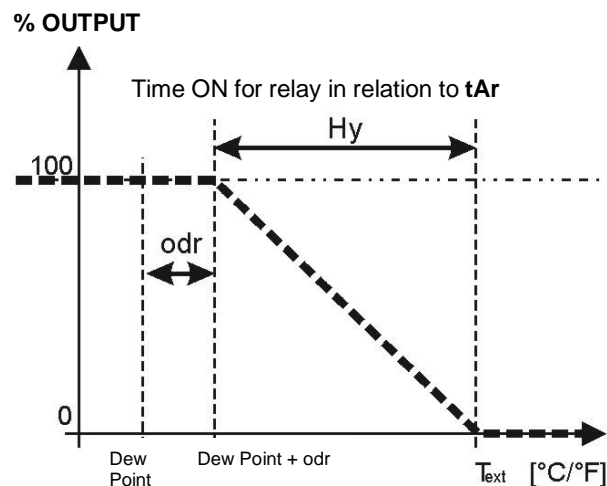 % OUTPUT
Time ON for relay in relation to tAr
Hy
100
odr
0
Dew
Point
Dew Point + odr
Text [°C/°F]